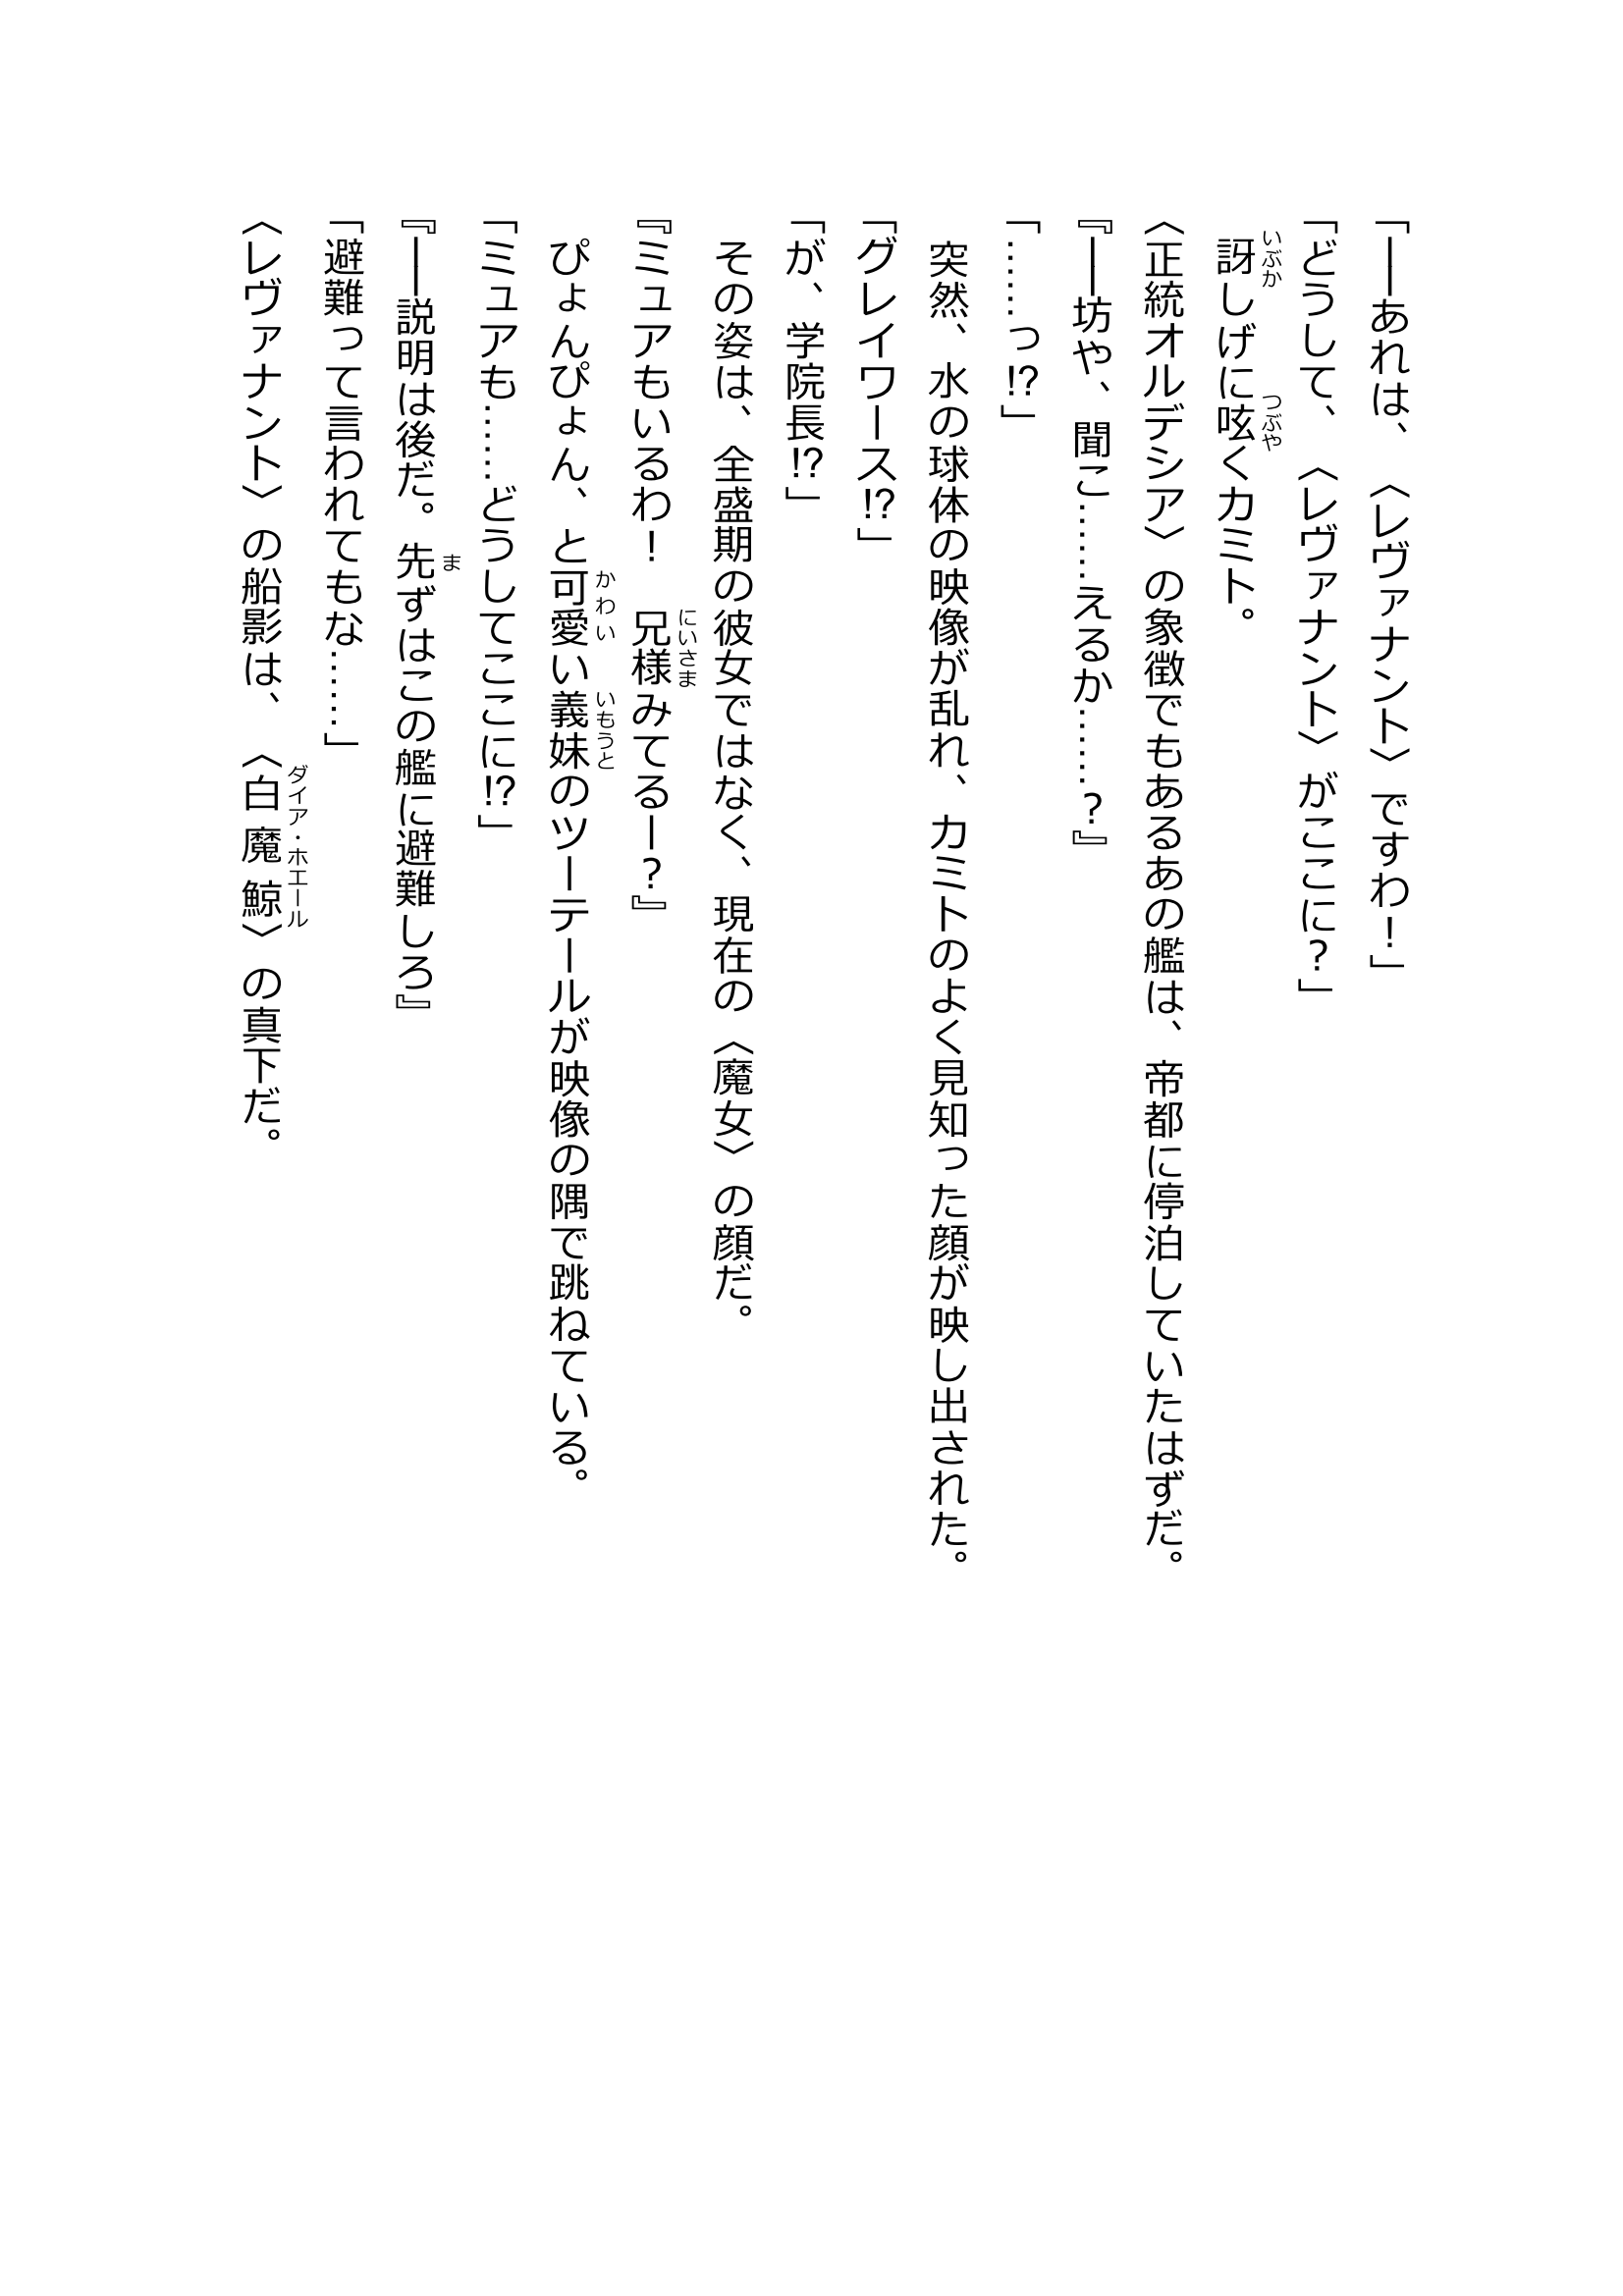 「――あれは、〈レヴァナント〉ですわ！」
「どうして、〈レヴァナント〉がここに？」
訝しげに呟くカミト。
〈正統オルデシア〉の象徴でもあるあの艦は、帝都に停泊していたはずだ。
『――坊や、聞こ……えるか……？』
「……っ⁉」
突然、水の球体の映像が乱れ、カミトのよく見知った顔が映し出された。
「グレイワース⁉」
「が、学院長⁉」
その姿は、全盛期の彼女ではなく、現在の〈魔女〉の顔だ。
『ミュアもいるわ！　兄様みてるー？』
ぴょんぴょん、と可愛い義妹のツーテールが映像の隅で跳ねている。
「ミュアも……どうしてここに⁉」
『――説明は後だ。先ずはこの艦に避難しろ』
「避難って言われてもな……」
〈レヴァナント〉の船影は、〈白魔鯨〉の真下だ。